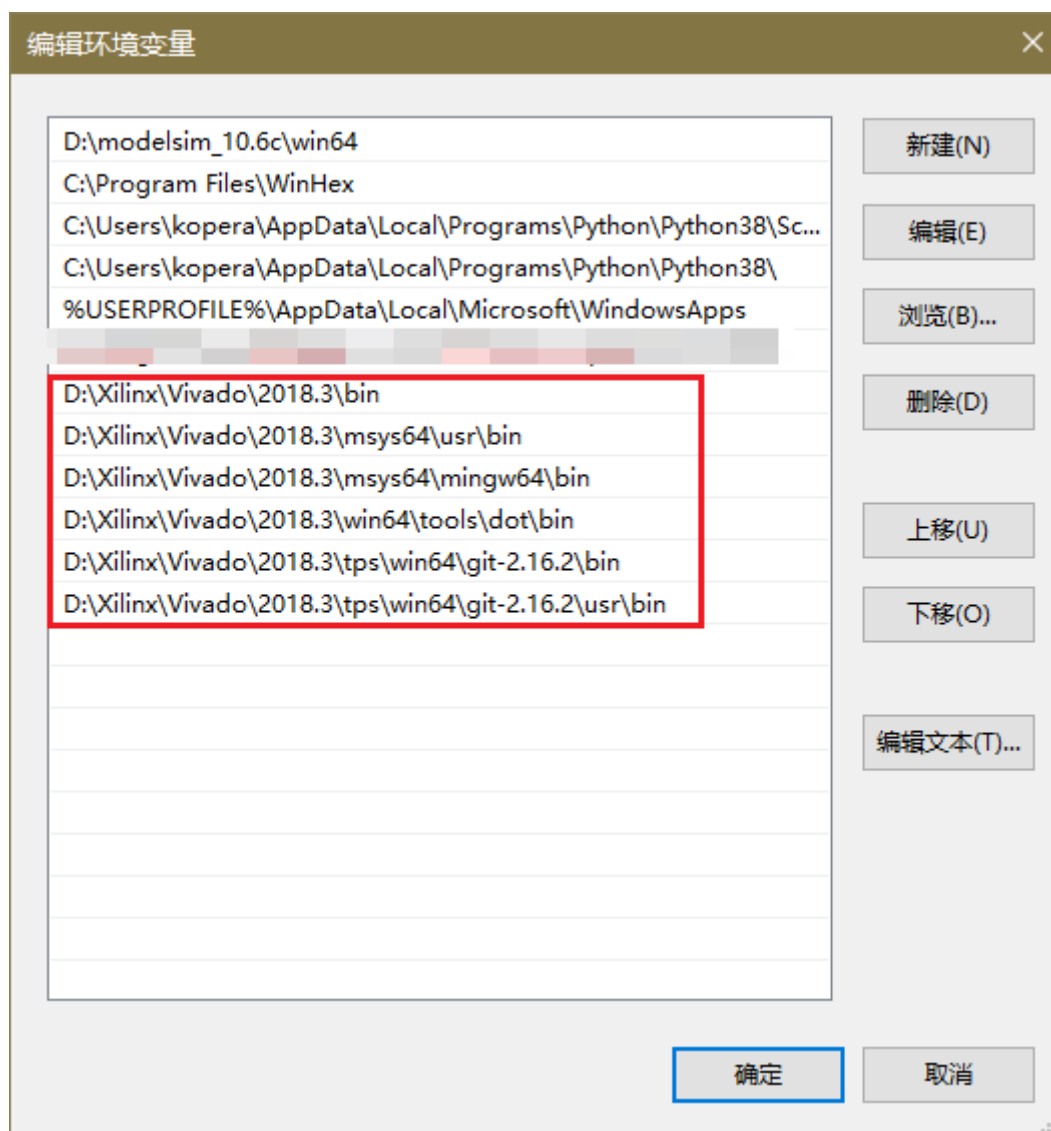 编辑环境变量
D:\modelsim_10.6c\win64
C:\Program Files\WinHex
C:\Users\kopera\AppData\Local\Programs\Python\Python38\Sc...
C:\Users\kopera\AppData\Local\Programs\Python\Python38\
%USERPROFILE%\AppData\Local\Microsoft\WindowsApps
D:\Xilinx\Vivado\2018.3\bin
D:\Xilinx\Vivado\2018.3\msys64\usr\bin
D:\Xilinx\Vivado\2018.3\msys64\mingw64\bin
D:\Xilinx\Vivado\2018.3\win64\tools\dot\bin
D:\Xilinx\Vivado\2018.3\tps\win64\git-2.16.2\bin
D:\Xilinx\Vivado\2018.3\tps\win64\git-2.16.2\usr\bin
新建(N)
编辑(E)
浏览(B)...
删除(D)
上移(U)
下移(O)
编辑文本(T)...
确定
取消